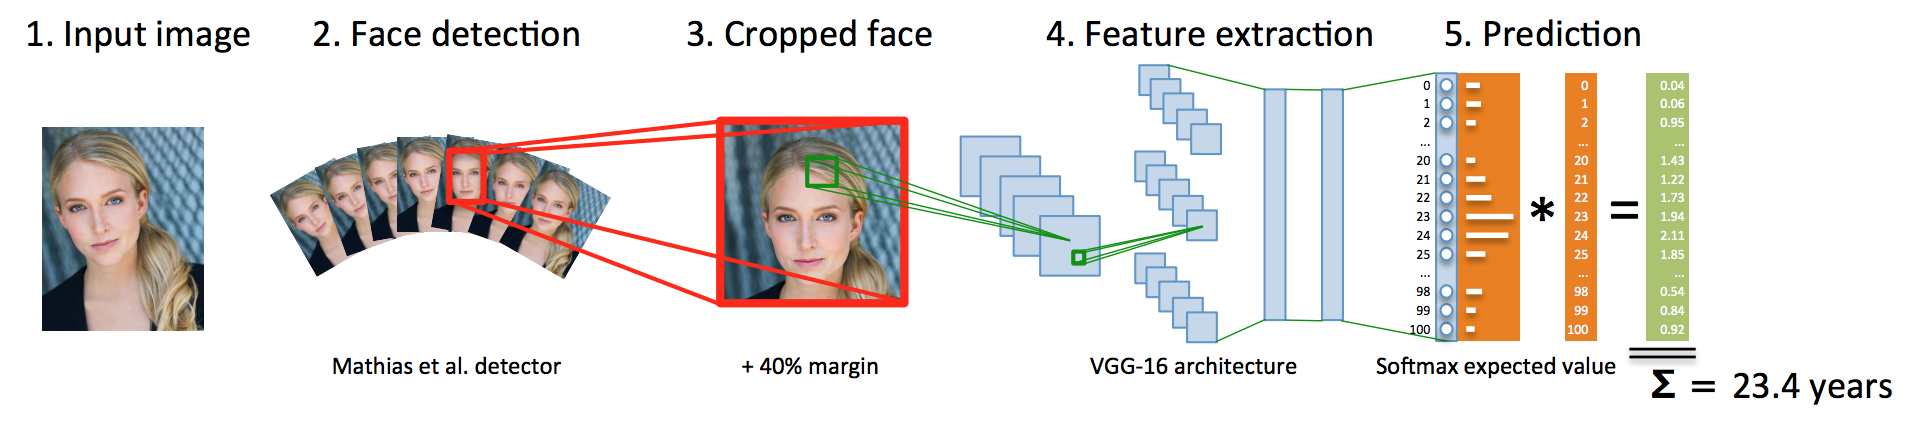 1. Input image
2. Face detection
3. Cropped face
4. Feature extraction
5. Prediction
0 0 0.04
1 1 0.06
2 2 0.95
... ... ...
20 20 1.43
21 21 1.22
22 22 1.73
23 * 23 = 1.94
24 24 2.11
25 25 1.85
... ... ...
98 98 0.54
99 99 0.84
100 100 0.92
Mathias et al. detector
+ 40% margin
VGG-16 architecture
Softmax expected value
Σ = 23.4 years